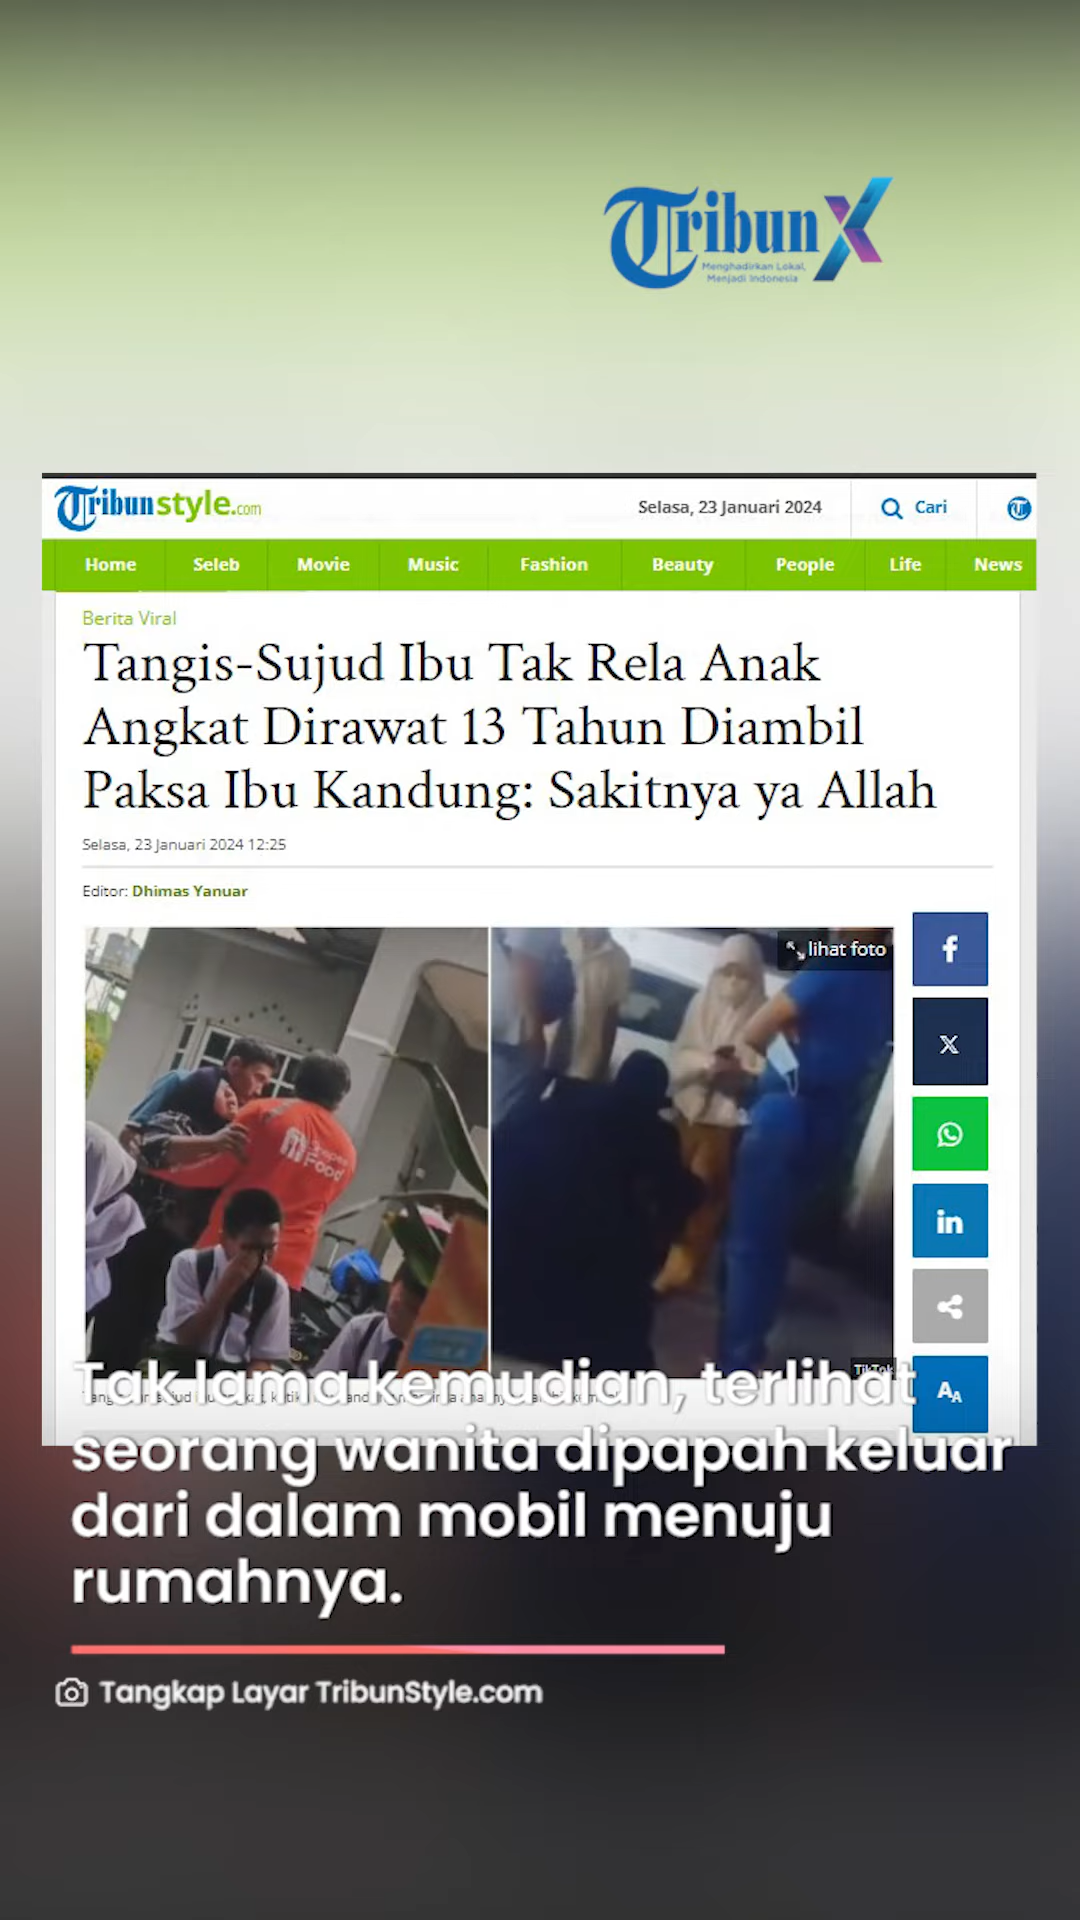 Tribun X
Menghadirkan Lokal,
Menjadi Indonesia
Tribunstyle.com
Selasa, 23 Januari 2024
Cari
Home Seleb Movie Music Fashion Beauty People Life News
Berita Viral
Tangis-Sujud Ibu Tak Rela Anak
Angkat Dirawat 13 Tahun Diambil
Paksa Ibu Kandung: Sakitnya ya Allah
Selasa, 23 Januari 2024 12:25
Editor: Dhimas Yanuar
lihat foto
Food
TikTok
Tak lama kemudian, terlihat
seorang wanita dipapah keluar
dari dalam mobil menuju
rumahnya.
Tangkap Layar TribunStyle.com